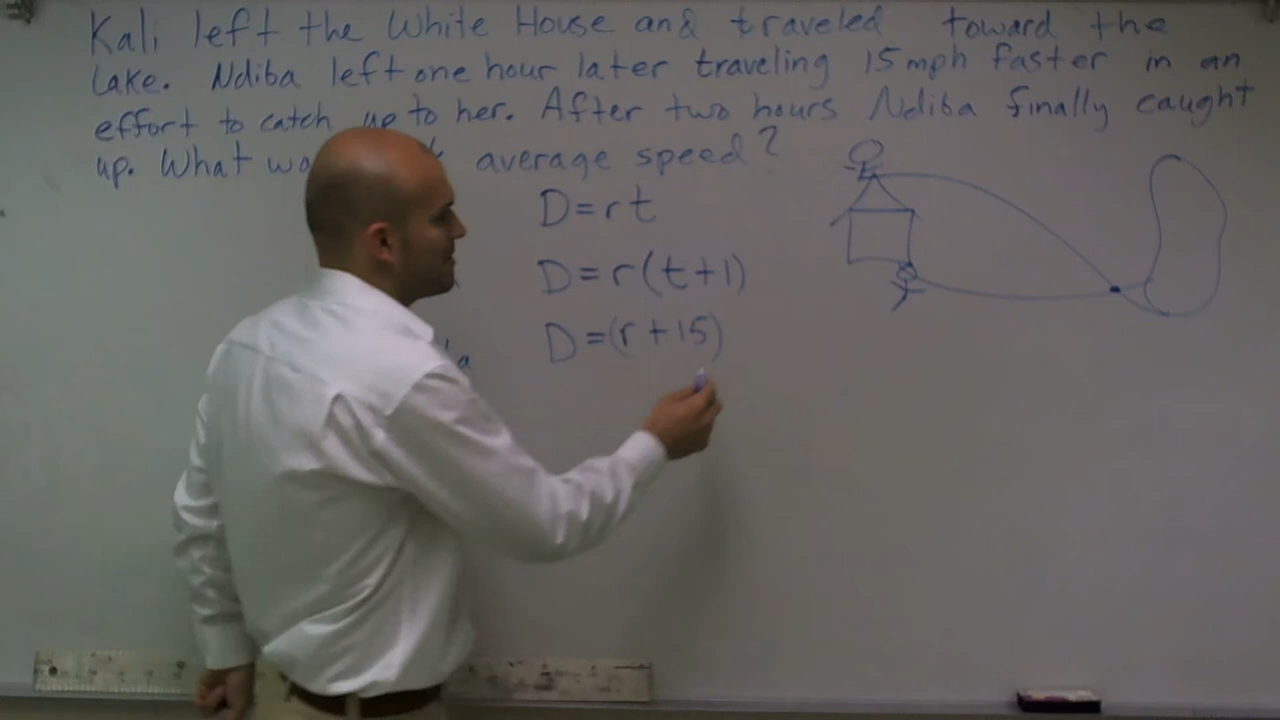 Kali left the White House and traveled toward the
Lake. Ndiba left one hour later traveling 15 mph faster in an
effort to catch up to her. After two hours Ndiba finally caught
up. What average speed?
D = rt
D = r(t+1)
D = (r + 15)